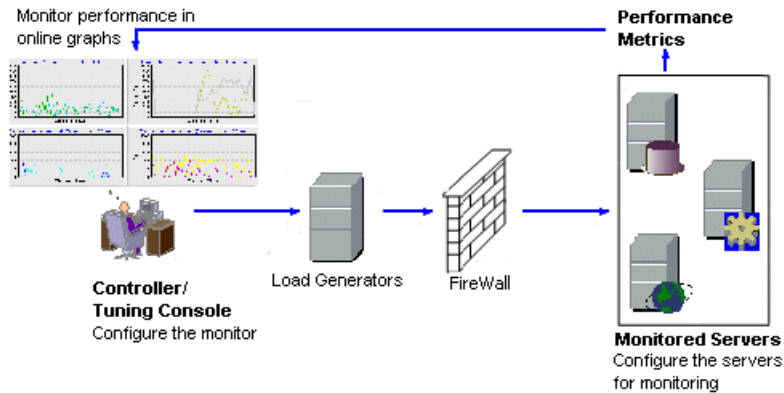 Monitor performance in
online graphs
Performance
Metrics
Load Generators
FireWall
Controller/
Tuning Console
Configure the monitor
Monitored Servers
Configure the servers
for monitoring